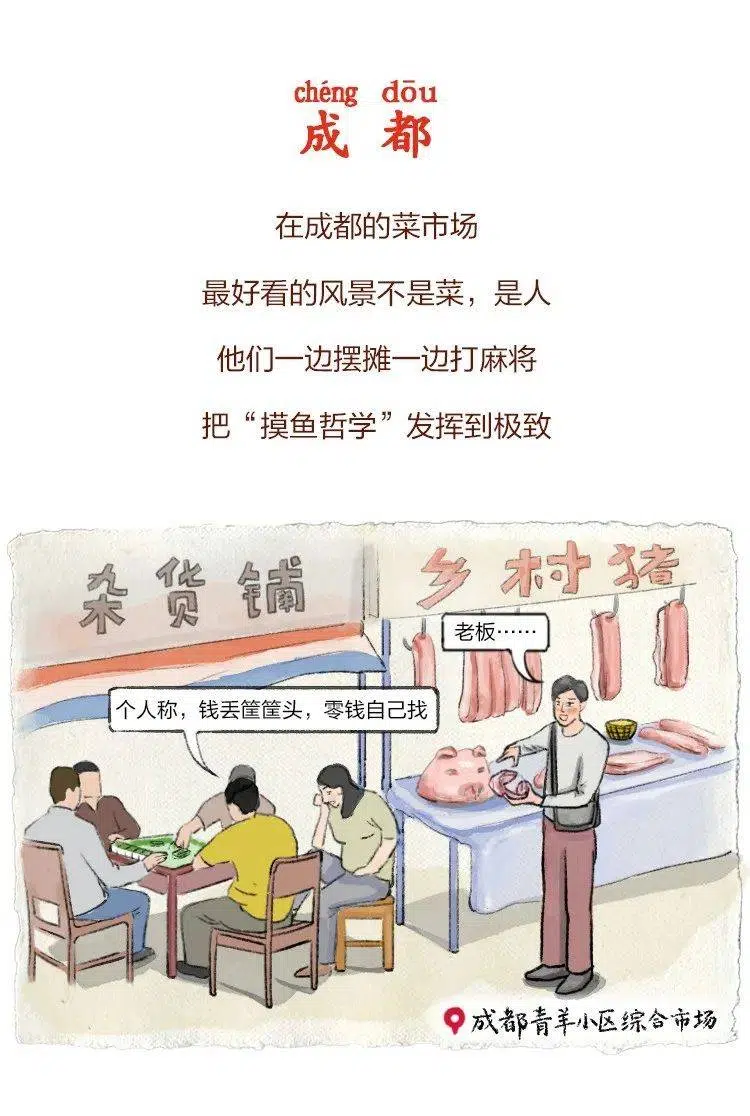 chéng dōu
成都
在成都的菜市场
最好看的风景不是菜，是人
他们一边摆摊一边打麻将
把“摸鱼哲学”发挥到极致
杂货铺
乡村猪
老板……
个人称，钱丢筐筐头，零钱自己找
成都青羊小区综合市场